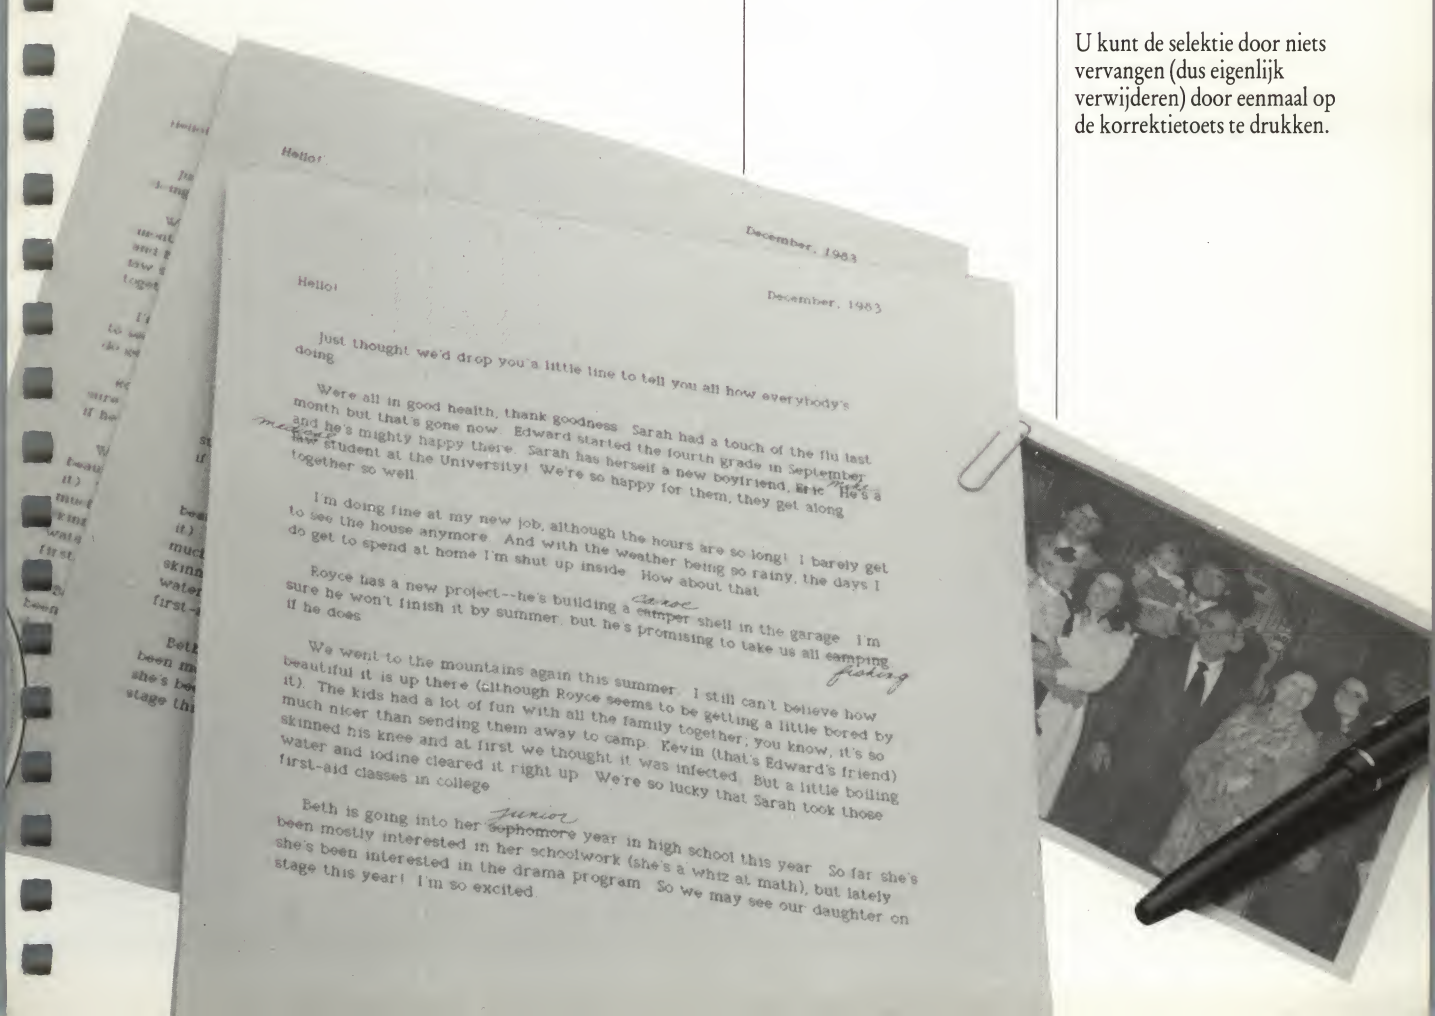 U kunt de selektie door niets
vervangen (dus eigenlijk
verwijderen) door eenmaal op
de korrektietoets te drukken.
Hello!
December, 1983
Hello!
December, 1983
Just thought we'd drop you a little line to tell you all how everybody's
doing
Were all in good health, thank goodness Sarah had a touch of the flu last
month but that's gone now. Edward started the fourth grade in September
and he's mighty happy there. Sarah has herself a new boyfriend, Eric Mike He's a
medical
law student at the University! We're so happy for them, they get along
together so well.
I'm doing fine at my new job, although the hours are so long! I barely get
to see the house anymore And with the weather being so rainy, the days I
do get to spend at home I'm shut up inside How about that
canoe
Royce has a new project--he's building a camper shell in the garage I'm
sure he won't finish it by summer, but he's promising to take us all camping
fishing
if he does
We went to the mountains again this summer. I still can't believe how
beautiful it is up there (although Royce seems to be getting a little bored by
it). The kids had a lot of fun with all the family together; you know, it's so
much nicer than sending them away to camp. Kevin (that's Edward's friend)
skinned his knee and at first we thought it was infected. But a little boiling
water and iodine cleared it right up We're so lucky that Sarah took those
first-aid classes in college
junior
Beth is going into her sophomore year in high school this year So far she's
been mostly interested in her schoolwork (she's a whiz at math), but lately
she's been interested in the drama program So we may see our daughter on
stage this year! I'm so excited